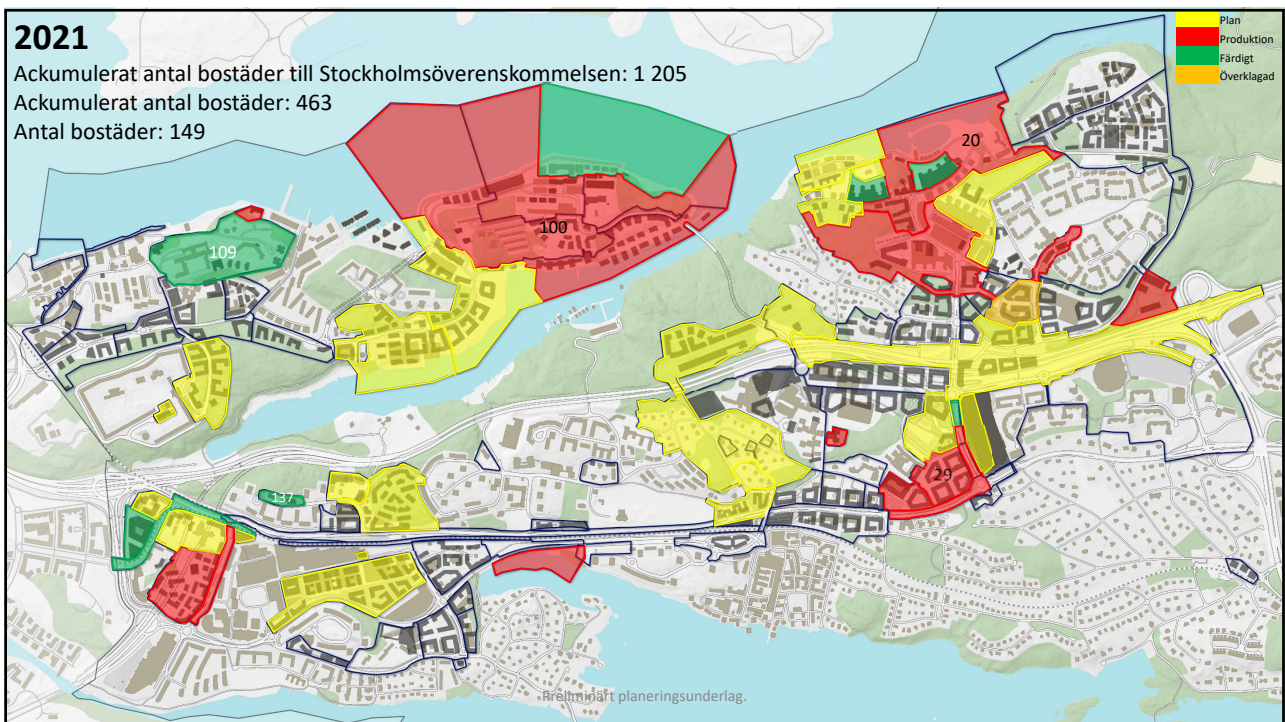 2021
Ackumulerat antal bostäder till Stockholmsöverenskommelsen: 1 205
Ackumulerat antal bostäder: 463
Antal bostäder: 149
Plan
Produktion
Färdigt
Överklagad
20
100
109
29
137
Preliminärt planeringsunderlag.